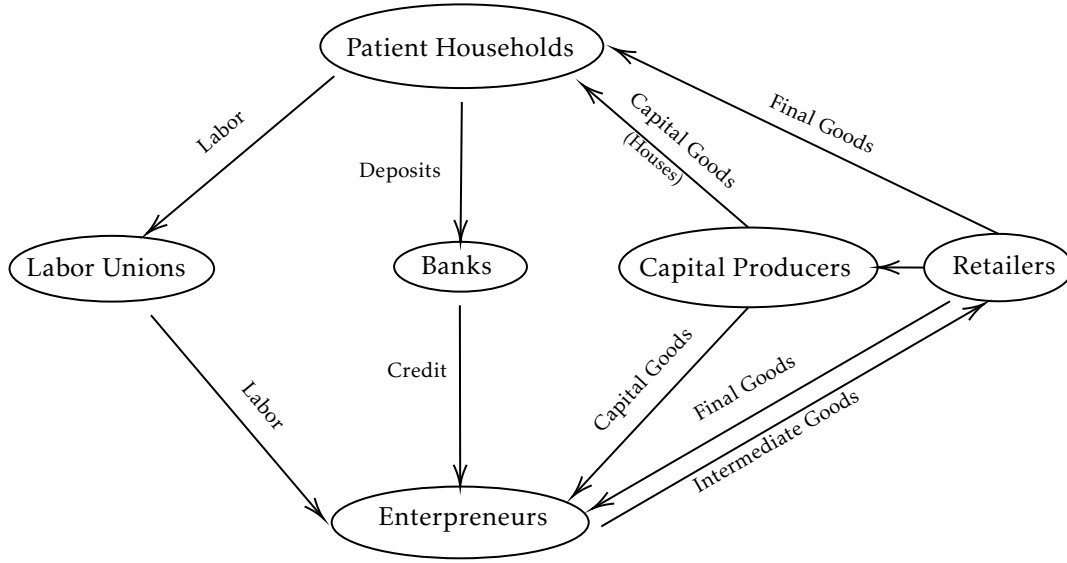 Patient Households
Final Goods
Capital Goods
(Houses)
Labor
Deposits
Labor Unions
Banks
Capital Producers
Retailers
Credit
Capital Goods
Final Goods
Labor
Intermediate Goods
Enterpreneurs